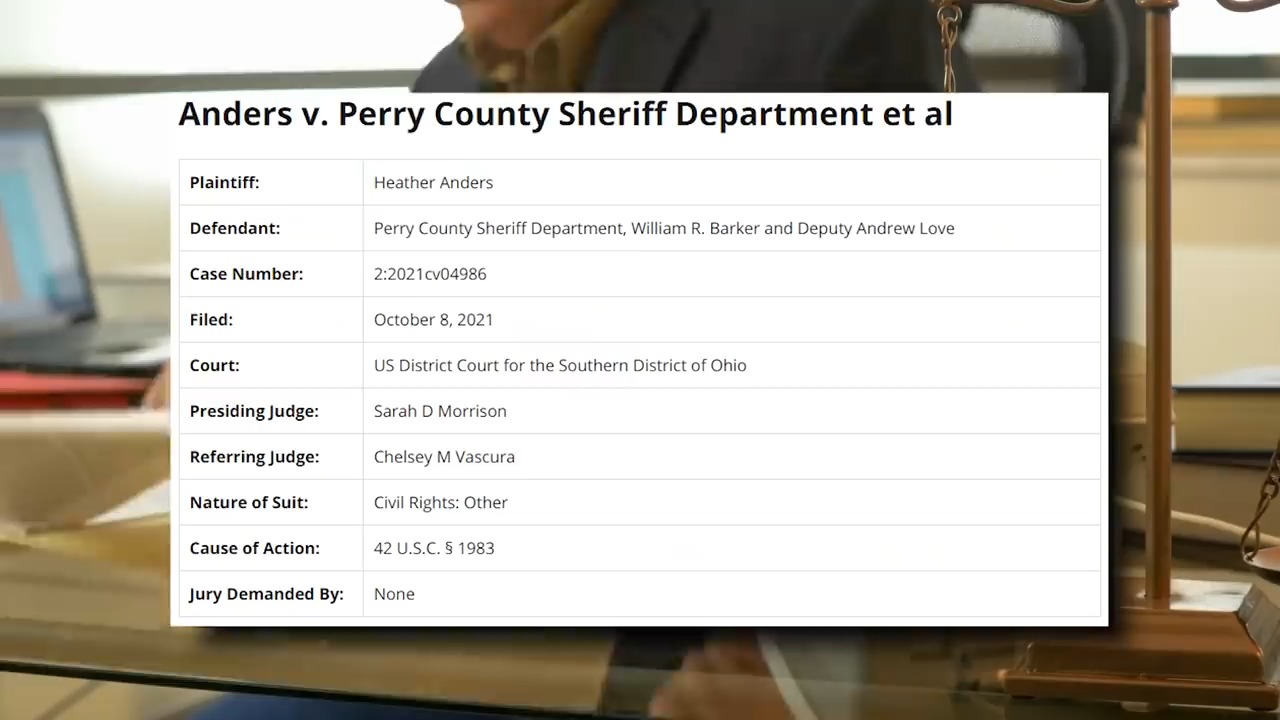 Anders v. Perry County Sheriff Department et al
Plaintiff: Heather Anders
Defendant: Perry County Sheriff Department, William R. Barker and Deputy Andrew Love
Case Number: 2:2021cv04986
Filed: October 8, 2021
Court: US District Court for the Southern District of Ohio
Presiding Judge: Sarah D Morrison
Referring Judge: Chelsey M Vascura
Nature of Suit: Civil Rights: Other
Cause of Action: 42 U.S.C. § 1983
Jury Demanded By: None